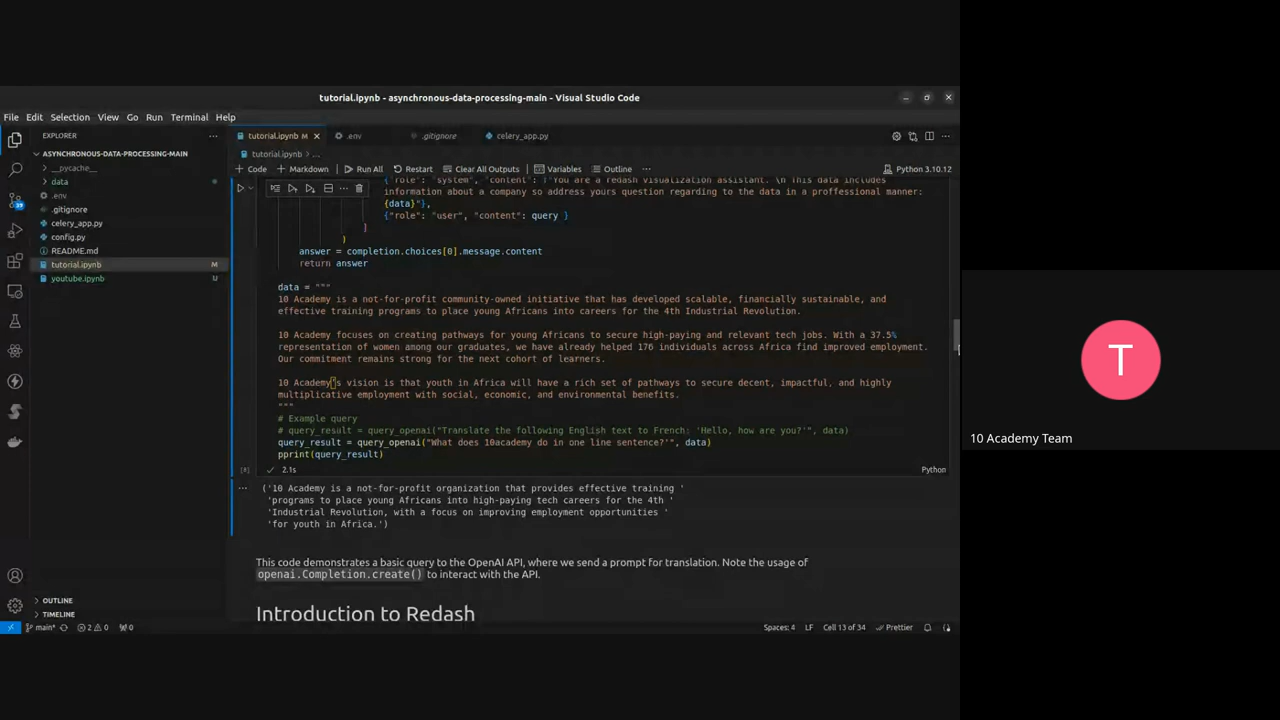 tutorial.ipynb - asynchronous-data-processing-main - Visual Studio Code
File Edit Selection View Go Run Terminal Help
EXPLORER ...
tutorial.ipynb M
.env
.gitignore
celery_app.py
ASYNCHRONOUS-DATA-PROCESSING-MAIN
__pycache__
data
.env
.gitignore
celery_app.py
config.py
README.md
tutorial.ipynb M
youtube.ipynb U
OUTLINE
TIMELINE
tutorial.ipynb > ...
+ Code + Markdown Run All Restart Clear All Outputs Variables Outline ... Python 3.10.12
{"role": "system", "content": f"You are a redash visualization assistant. \n This data includes
information about a company so address yours question regarding to the data in a proffesional manner:
{data}"},
{"role": "user", "content": query }
]
)
answer = completion.choices[0].message.content
return answer
data = """
10 Academy is a not-for-profit community-owned initiative that has developed scalable, financially sustainable, and
effective training programs to place young Africans into careers for the 4th Industrial Revolution.
10 Academy focuses on creating pathways for young Africans to secure high-paying and relevant tech jobs. With a 37.5%
representation of women among our graduates, we have already helped 176 individuals across Africa find improved employment.
Our commitment remains strong for the next cohort of learners.
10 Academy's vision is that youth in Africa will have a rich set of pathways to secure decent, impactful, and highly
multiplicative employment with social, economic, and environmental benefits.
"""
# Example query
# query_result = query_openai("Translate the following English text to French: 'Hello, how are you?'", data)
query_result = query_openai("What does 10academy do in one line sentence?'", data)
pprint(query_result)
[8] 2.1s Python
... ('10 Academy is a not-for-profit organization that provides effective training '
'programs to place young Africans into high-paying tech careers for the 4th '
'Industrial Revolution, with a focus on improving employment opportunities '
'for youth in Africa.')
This code demonstrates a basic query to the OpenAI API, where we send a prompt for translation. Note the usage of
openai.Completion.create() to interact with the API.
Introduction to Redash
main* 2 0 0 Spaces: 4 LF Cell 13 of 34 Prettier
39
T
10 Academy Team